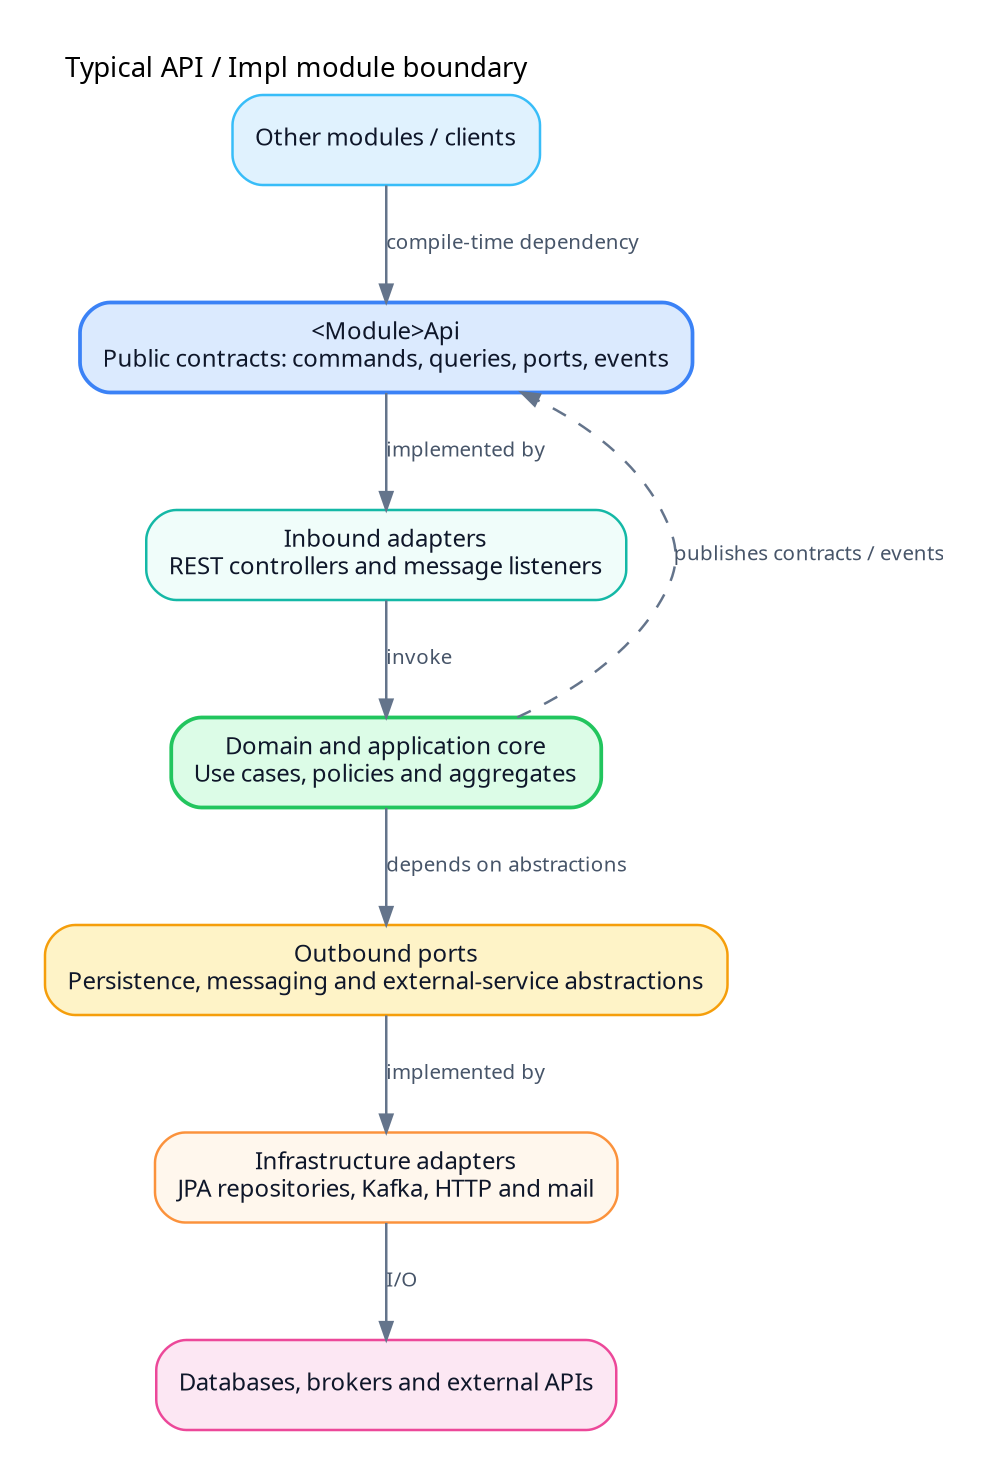 Typical API / Impl module boundary
Other modules / clients
compile-time dependency
<Module>Api
Public contracts: commands, queries, ports, events
implemented by
Inbound adapters
REST controllers and message listeners
publishes contracts / events
invoke
Domain and application core
Use cases, policies and aggregates
depends on abstractions
Outbound ports
Persistence, messaging and external-service abstractions
implemented by
Infrastructure adapters
JPA repositories, Kafka, HTTP and mail
I/O
Databases, brokers and external APIs